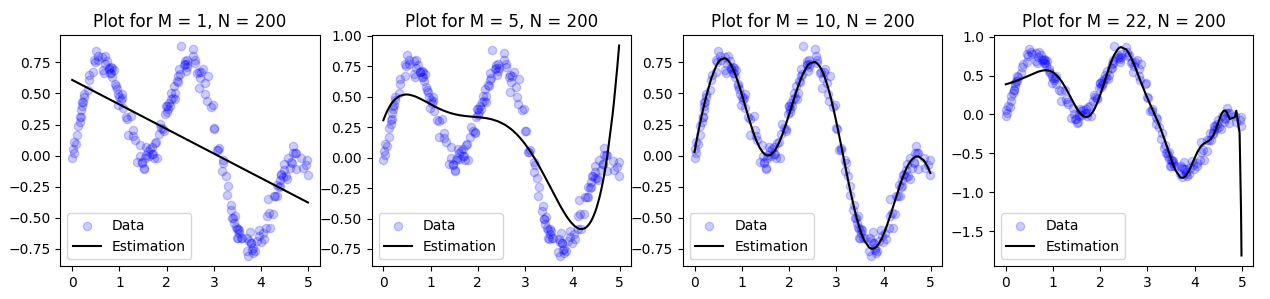 Plot for M = 1, N = 200
0.75
0.50
0.25
0.00
−0.25
−0.50
−0.75
Data
Estimation
0 1 2 3 4 5
Plot for M = 5, N = 200
1.00
0.75
0.50
0.25
0.00
−0.25
−0.50
−0.75
Data
Estimation
0 1 2 3 4 5
Plot for M = 10, N = 200
0.75
0.50
0.25
0.00
−0.25
−0.50
−0.75
Data
Estimation
0 1 2 3 4 5
Plot for M = 22, N = 200
1.0
0.5
0.0
−0.5
−1.0
−1.5
Data
Estimation
0 1 2 3 4 5